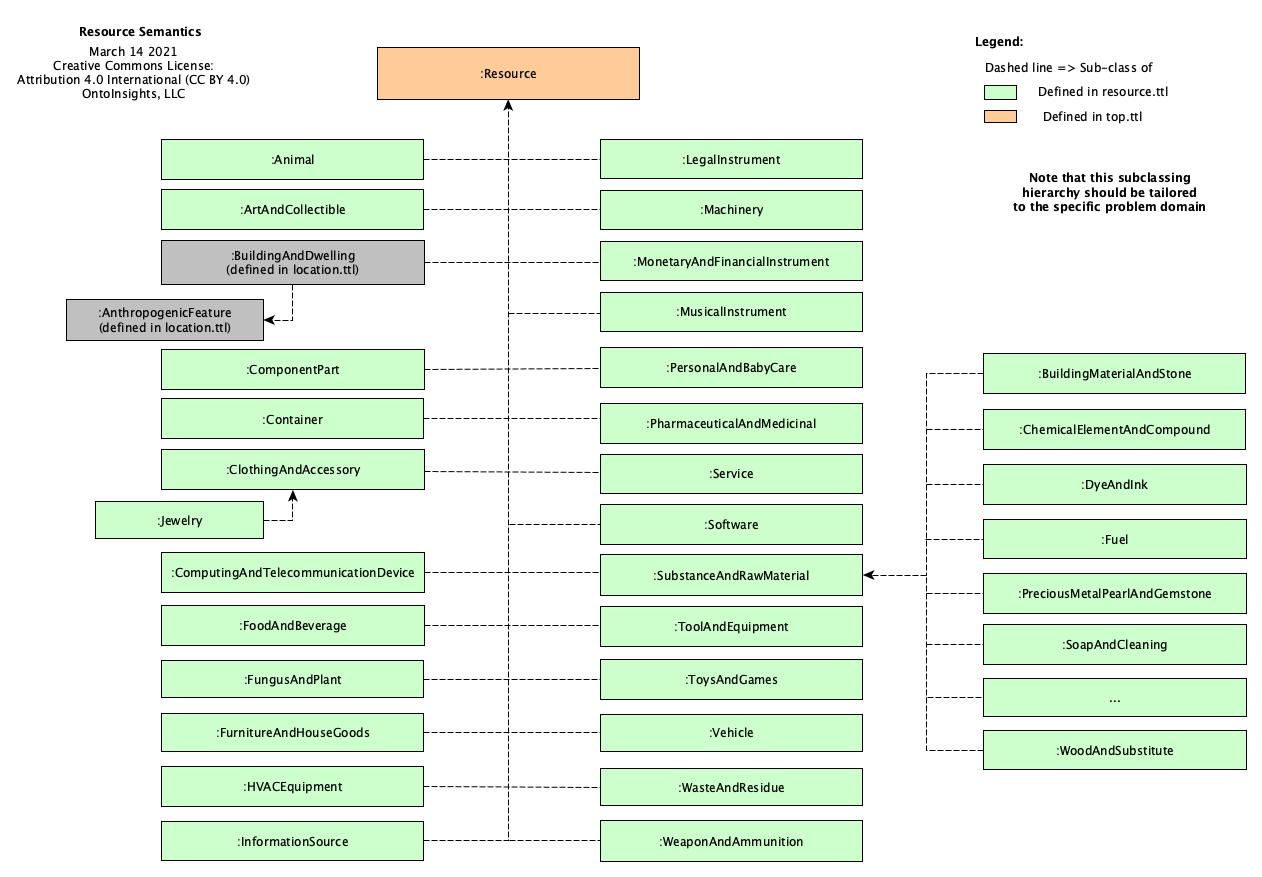 Resource Semantics
March 14 2021
Creative Commons License:
Attribution 4.0 International (CC BY 4.0)
OntoInsights, LLC
:Resource
Legend:
Dashed line => Sub-class of
Defined in resource.ttl
Defined in top.ttl
Note that this subclassing
hierarchy should be tailored
to the specific problem domain
:Animal
:ArtAndCollectible
:BuildingAndDwelling
(defined in location.ttl)
:AnthropogenicFeature
(defined in location.ttl)
:ComponentPart
:Container
:ClothingAndAccessory
:Jewelry
:ComputingAndTelecommunicationDevice
:FoodAndBeverage
:FungusAndPlant
:FurnitureAndHouseGoods
:HVACEquipment
:InformationSource
:LegalInstrument
:Machinery
:MonetaryAndFinancialInstrument
:MusicalInstrument
:PersonalAndBabyCare
:PharmaceuticalAndMedicinal
:Service
:Software
:SubstanceAndRawMaterial
:ToolAndEquipment
:ToysAndGames
:Vehicle
:WasteAndResidue
:WeaponAndAmmunition
:BuildingMaterialAndStone
:ChemicalElementAndCompound
:DyeAndInk
:Fuel
:PreciousMetalPearlAndGemstone
:SoapAndCleaning
...
:WoodAndSubstitute